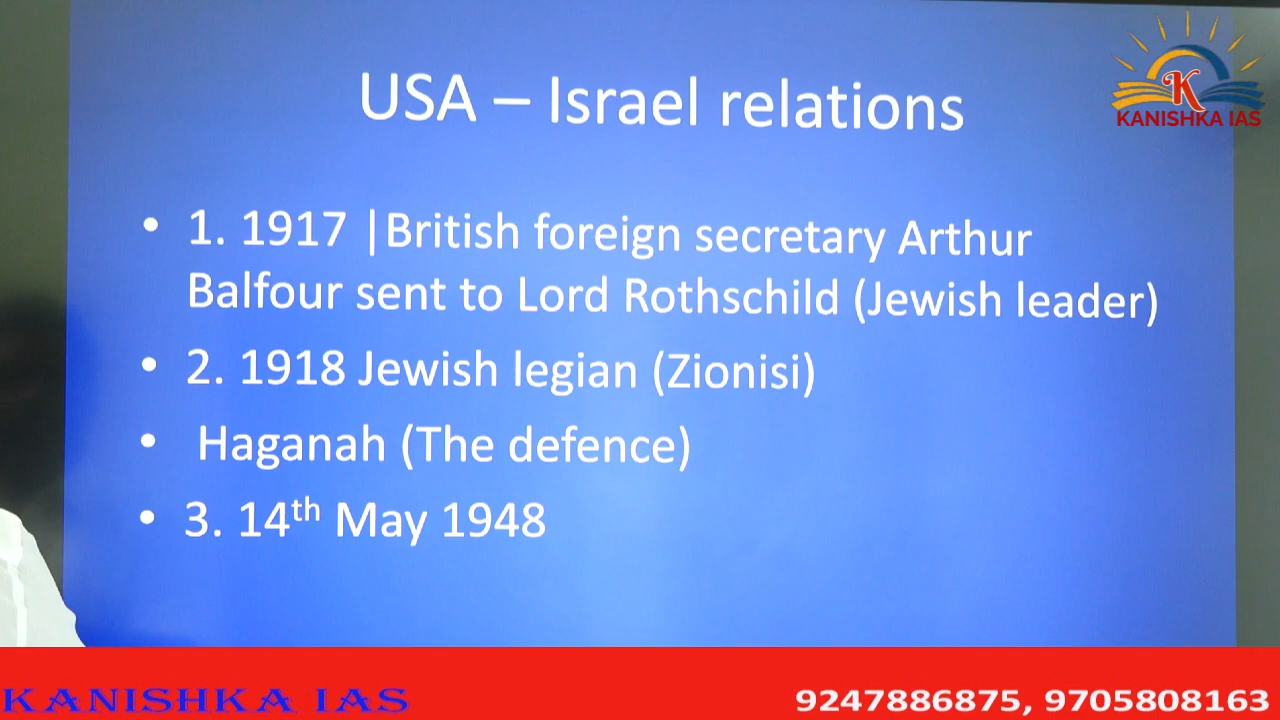 USA – Israel relations
K
KANISHKA IAS
• 1. 1917 |British foreign secretary Arthur
Balfour sent to Lord Rothschild (Jewish leader)
• 2. 1918 Jewish legian (Zionisi)
• Haganah (The defence)
• 3. 14th May 1948
KANISHKA IAS
9247886875, 9705808163